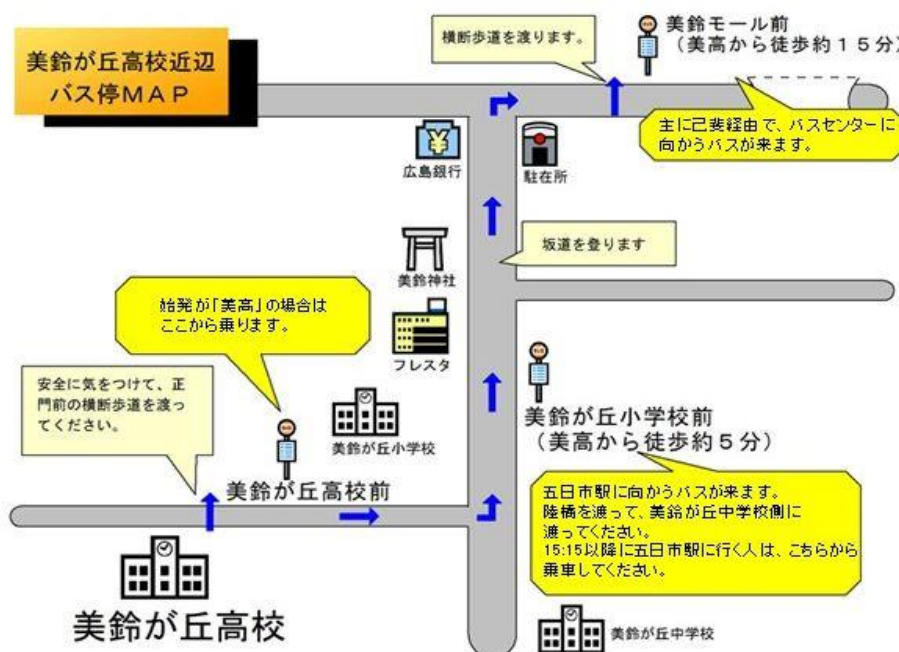 美鈴が丘高校近辺
バス停MAP
横断歩道を渡ります。
美鈴モール前
(美高から徒歩約15分)
主に己斐経由で、バスセンターに
向かうバスが来ます。
¥
広島銀行
駐在所
坂道を登ります
美鈴神社
始発が「美高」の場合は
ここから乗ります。
フレスタ
安全に気をつけて、正
門前の横断歩道を渡っ
てください。
美鈴が丘小学校
美鈴が丘高校前
美鈴が丘小学校前
(美高から徒歩約5分)
五日市駅に向かうバスが来ます。
陸橋を渡って、美鈴が丘中学校側に
渡ってください。
15:15以降に五日市駅に行く人は、こちらから
乗車してください。
美鈴が丘高校
美鈴が丘中学校